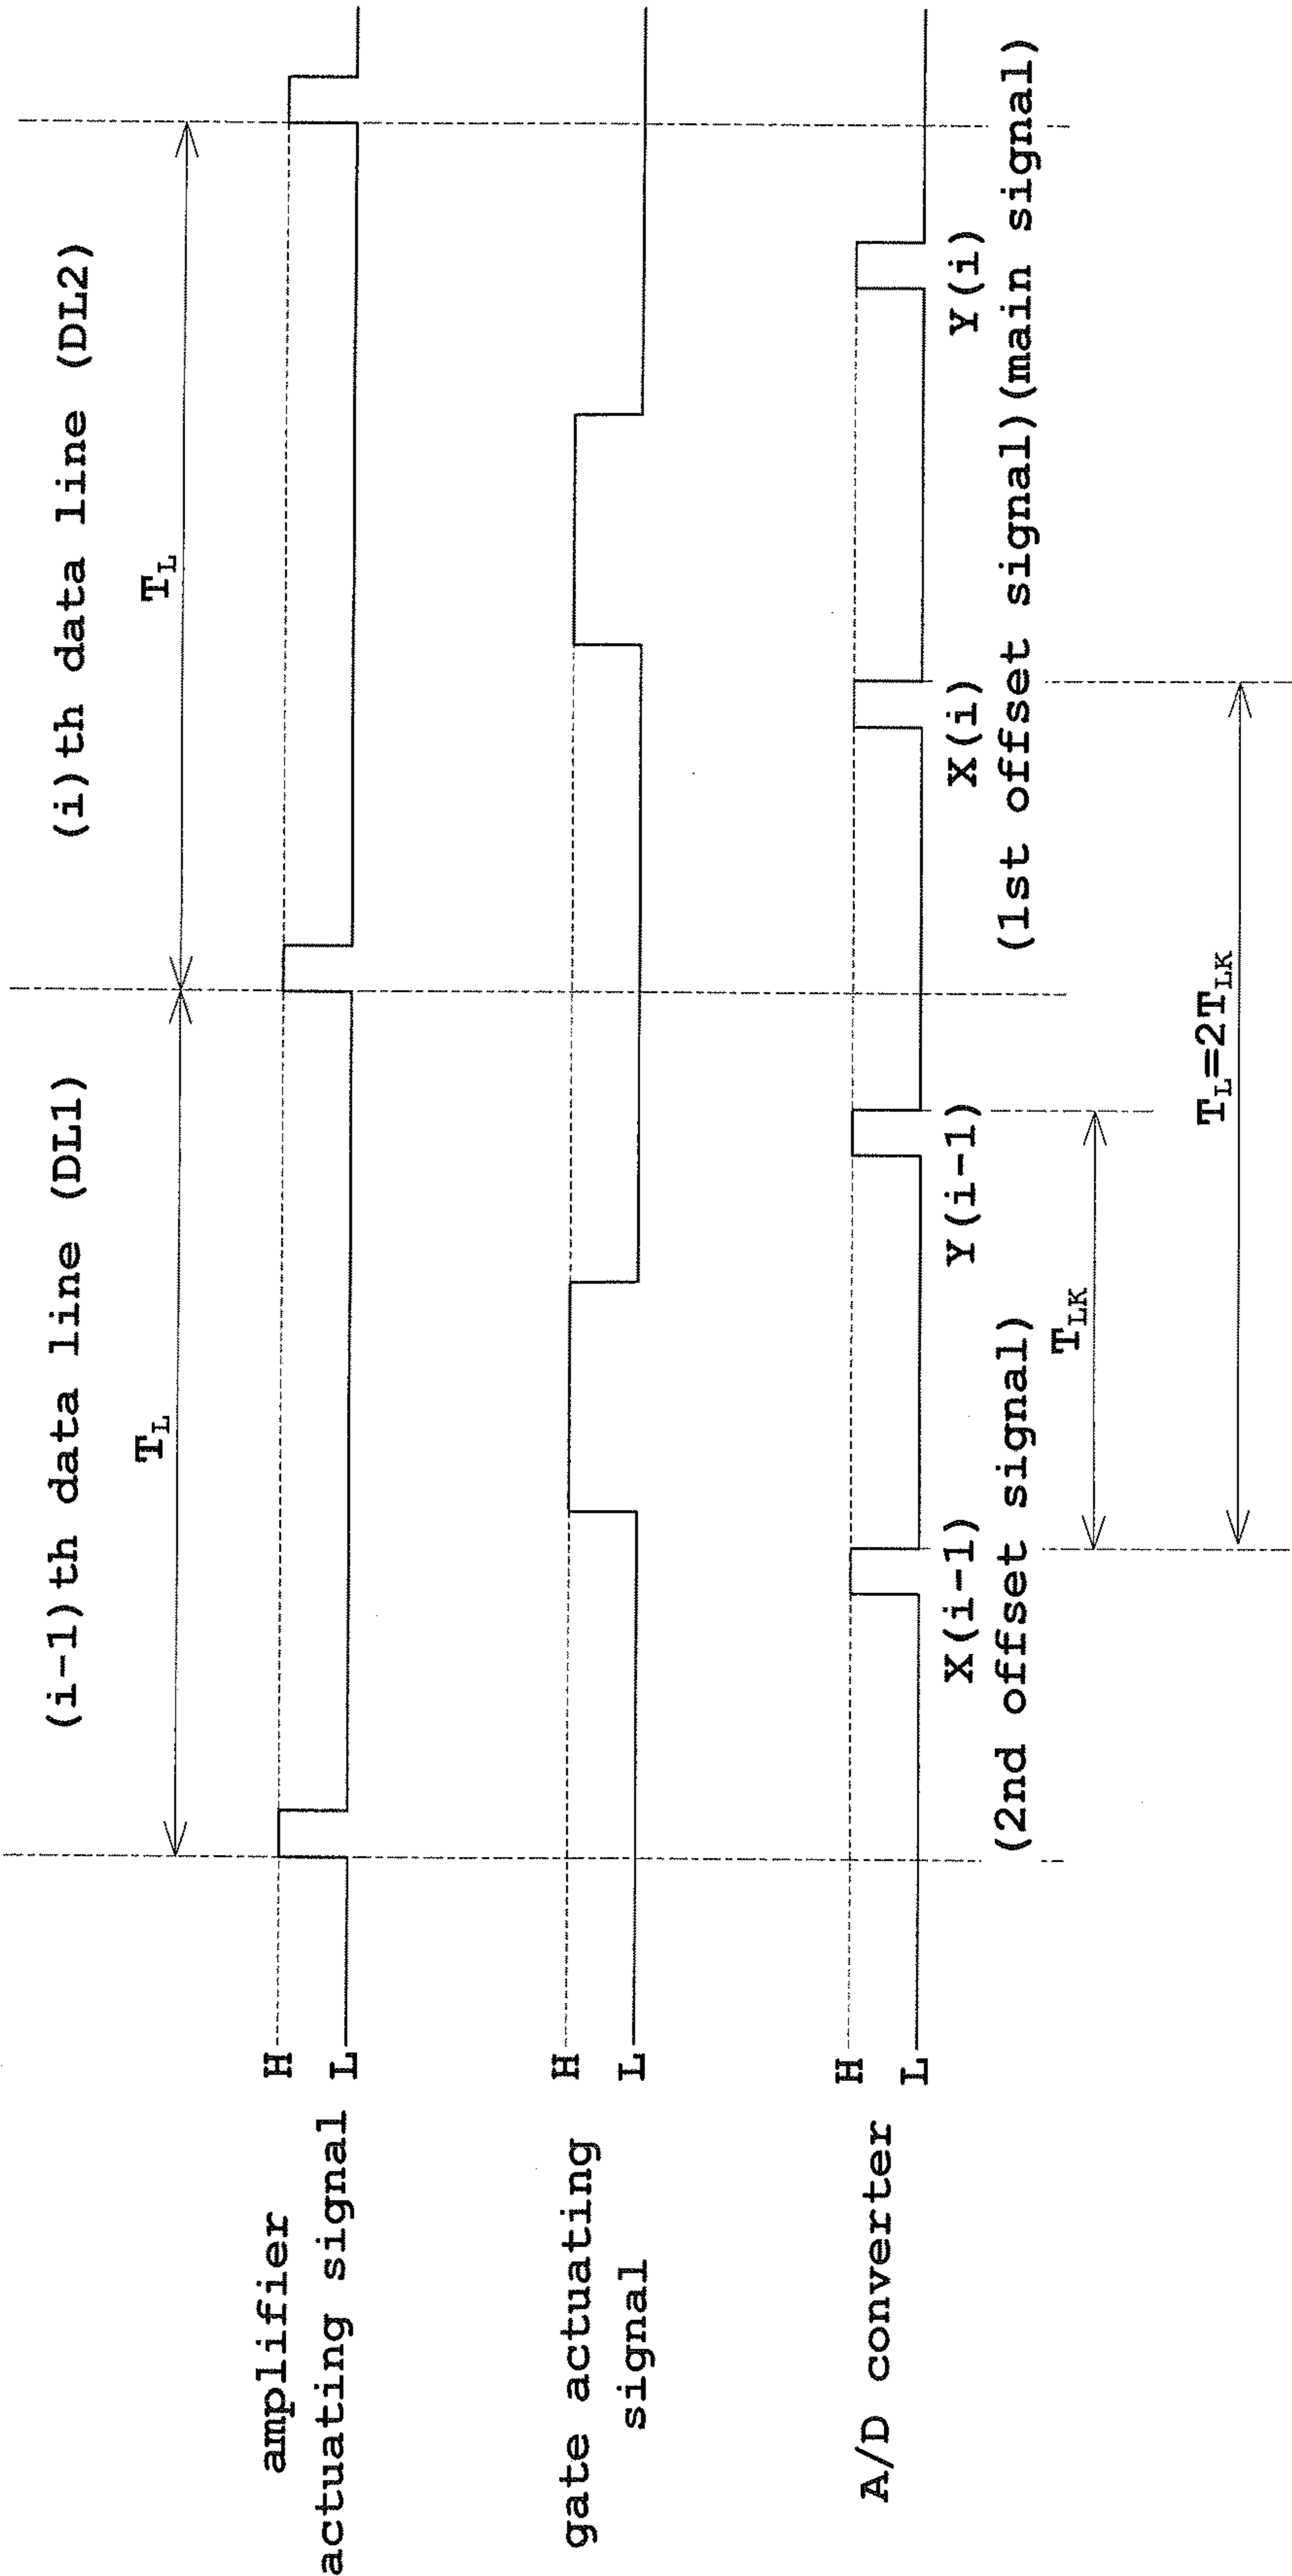 (i-1)th data line (DL1)
(i)th data line (DL2)
TL
TL
amplifier
actuating signal
H
L
gate actuating
signal
H
L
A/D converter
H
L
X(i-1)
Y(i-1)
X(i)
Y(i)
(2nd offset signal)
(1st offset signal)(main signal)
TLK
TL=2TLK